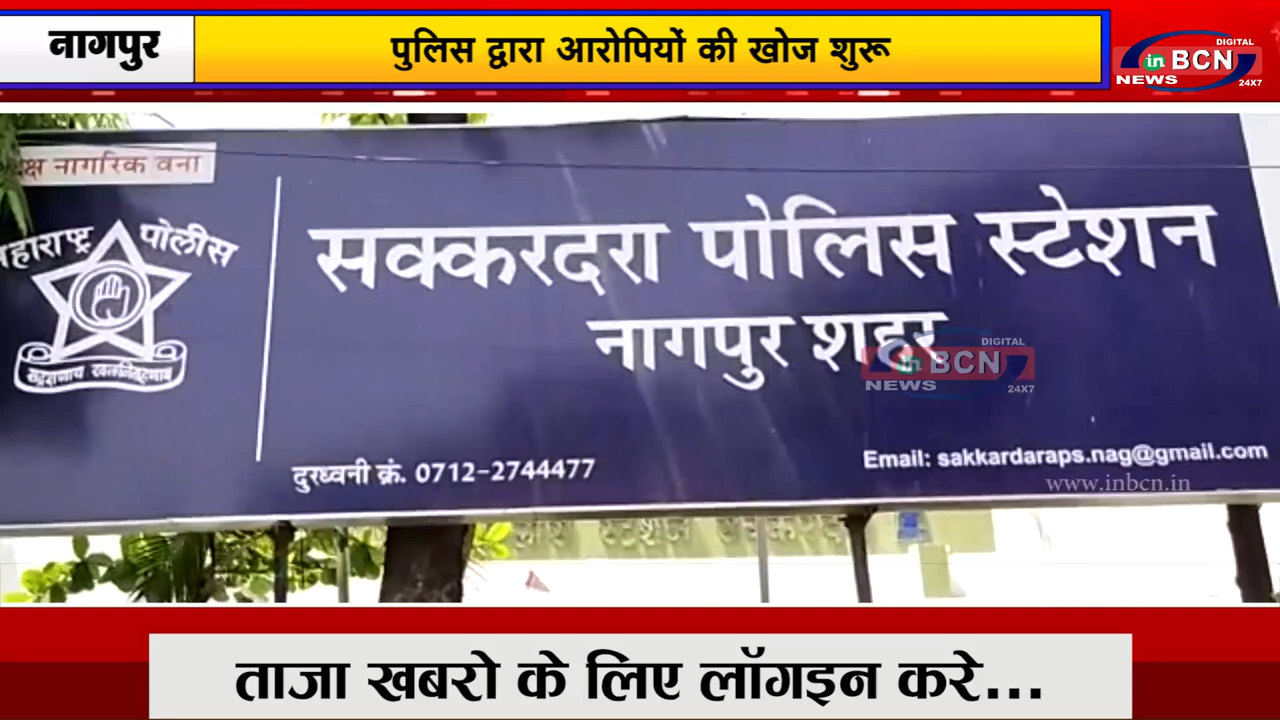 नागपुर
पुलिस द्वारा आरोपियों की खोज शुरू
DIGITAL
in BCN
NEWS 24X7
नागरिक बना
महाराष्ट्र पोलीस
सक्करदरा पोलिस स्टेशन
नागपुर शहर
DIGITAL
in BCN
NEWS 24X7
दुरध्वनी क्रं. 0712-2744477
Email: sakkardaraps.nag@gmail.com
www.inbcn.in
ताजा खबरो के लिए लॉगइन करे...